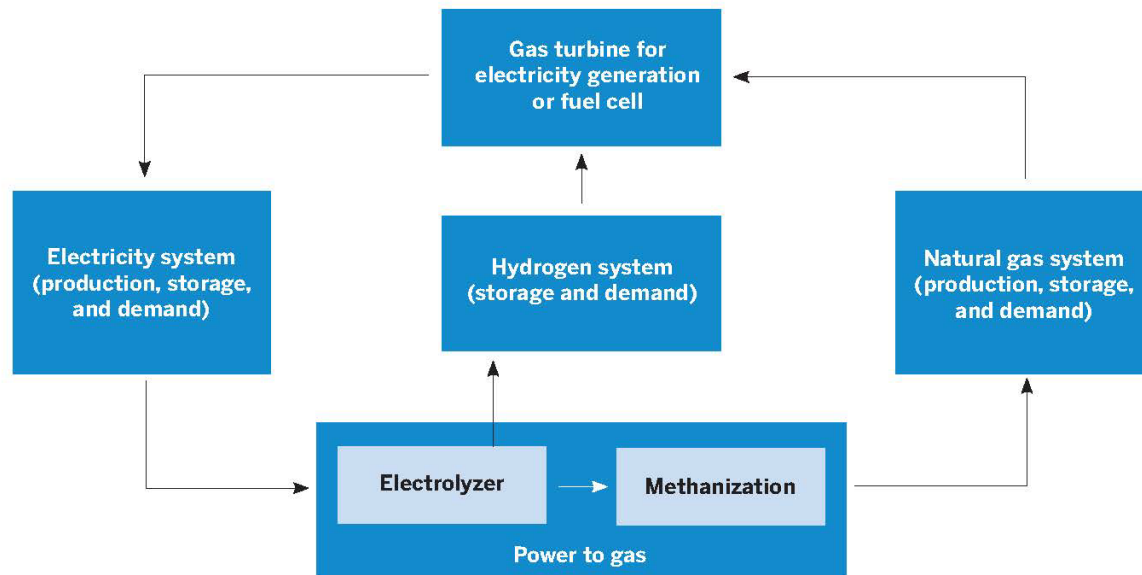 Gas turbine for
electricity generation
or fuel cell
Electricity system
(production, storage,
and demand)
Hydrogen system
(storage and demand)
Natural gas system
(production, storage,
and demand)
Electrolyzer
Methanization
Power to gas